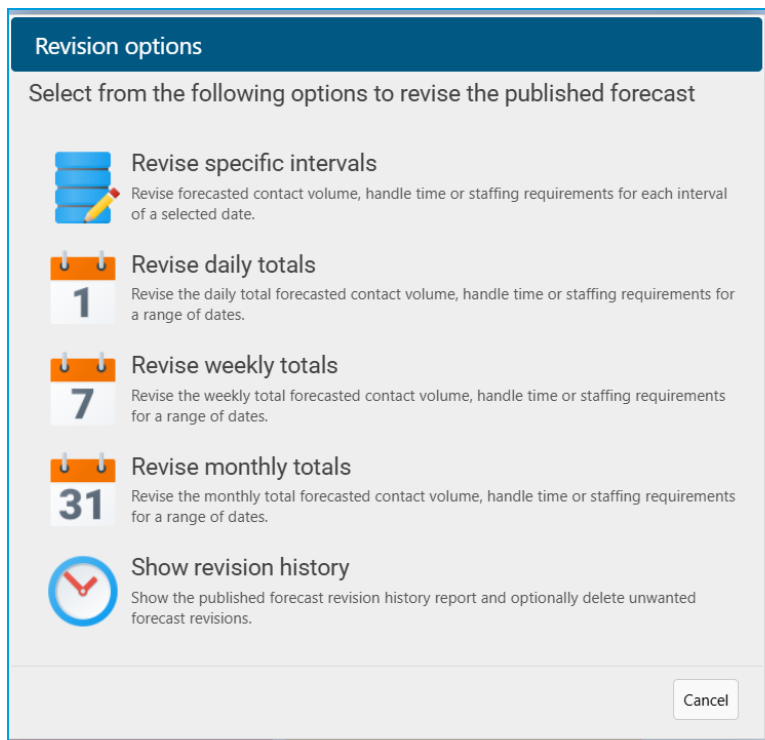 Revision options
Select from the following options to revise the published forecast
Revise specific intervals
Revise forecasted contact volume, handle time or staffing requirements for each interval
of a selected date.
Revise daily totals
1
Revise the daily total forecasted contact volume, handle time or staffing requirements for
a range of dates.
Revise weekly totals
7
Revise the weekly total forecasted contact volume, handle time or staffing requirements
for a range of dates.
Revise monthly totals
31
Revise the monthly total forecasted contact volume, handle time or staffing requirements
for a range of dates.
Show revision history
Show the published forecast revision history report and optionally delete unwanted
forecast revisions.
Cancel